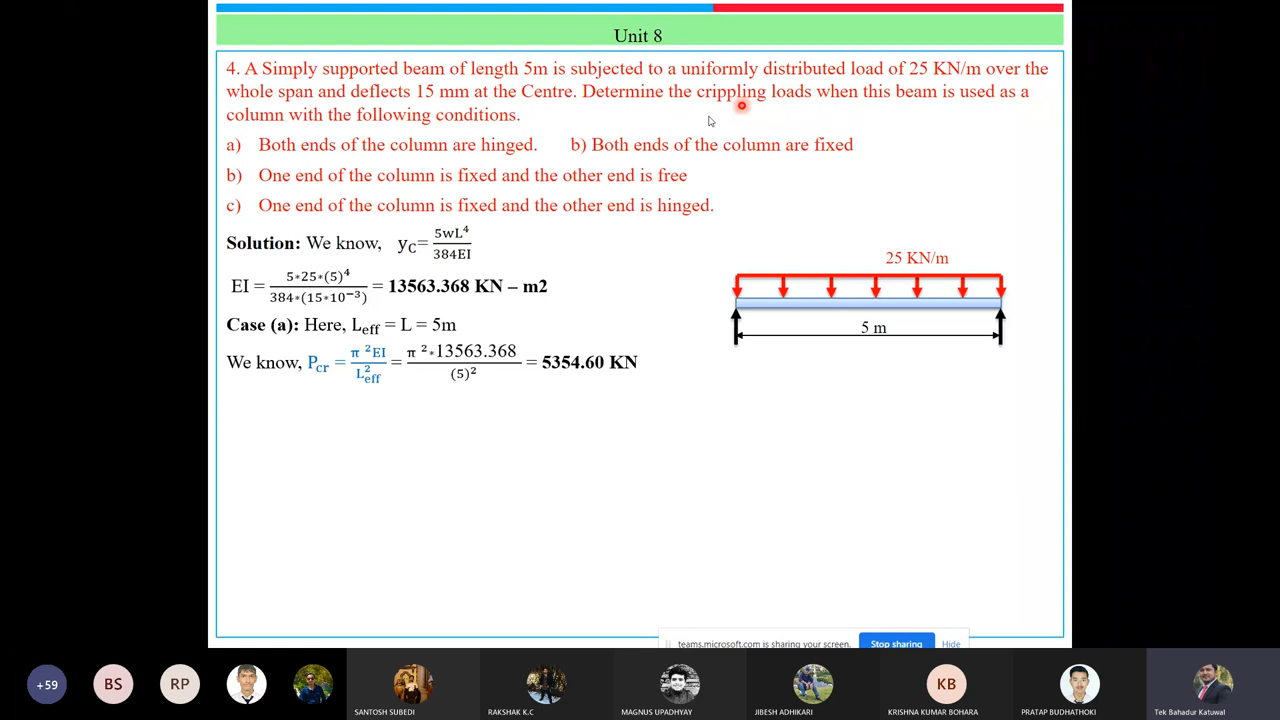 Unit 8
4. A Simply supported beam of length 5m is subjected to a uniformly distributed load of 25 KN/m over the
whole span and deflects 15 mm at the Centre. Determine the crippling loads when this beam is used as a
column with the following conditions.
a) Both ends of the column are hinged. b) Both ends of the column are fixed
b) One end of the column is fixed and the other end is free
c) One end of the column is fixed and the other end is hinged.
Solution: We know, y_C = 5wL⁴/384EI
25 KN/m
EI = 5*25*(5)⁴/384*(15*10⁻³) = 13563.368 KN – m2
Case (a): Here, L_eff = L = 5m
5 m
We know, P_cr = π ²EI/L²_eff = π ²*13563.368/(5)² = 5354.60 KN
teams.microsoft.com is sharing your screen. Stop sharing Hide
+59 BS RP KB
SANTOSH SUBEDI RAKSHAK K.C MAGNUS UPADHYAY JIBESH ADHIKARI KRISHNA KUMAR BOHARA PRATAP BUDHATHOKI Tek Bahadur Katuwal